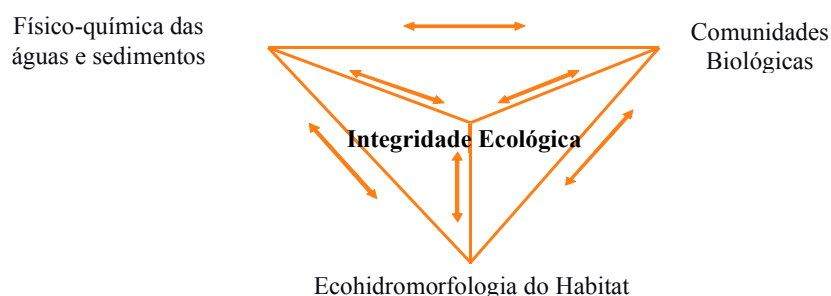 Físico-química das
águas e sedimentos
Comunidades
Biológicas
Integridade Ecológica
Ecohidromorfologia do Habitat